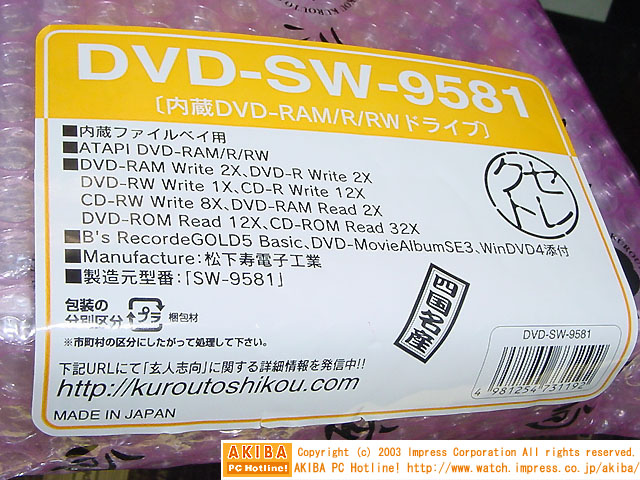 DVD-SW-9581
〔内蔵DVD-RAM/R/RWドライブ〕
■内蔵ファイルベイ用
■ATAPI DVD-RAM/R/RW
■DVD-RAM Write 2X、DVD-R Write 2X
DVD-RW Write 1X、CD-R Write 12X
CD-RW Write 8X、DVD-RAM Read 2X
DVD-ROM Read 12X、CD-ROM Read 32X
■B's RecordeGOLD5 Basic、DVD-MovieAlbumSE3、WinDVD4添付
■Manufacture:松下寿電子工業
■製造元型番:「SW-9581」
クセトレ
四国名産
包装の
分別区分
プラ
梱包材
※市町村の区分にしたがって処理して下さい。
下記URLにて「玄人志向」に関する詳細情報を発信中!!
http://kuroutoshikou.com
MADE IN JAPAN
DVD-SW-9581
4 981254 731192
AKIBA
PC Hotline!
Copyright (c) 2003 Impress Corporation All rights reserved.
AKIBA PC Hotline! http://www.watch.impress.co.jp/akiba/